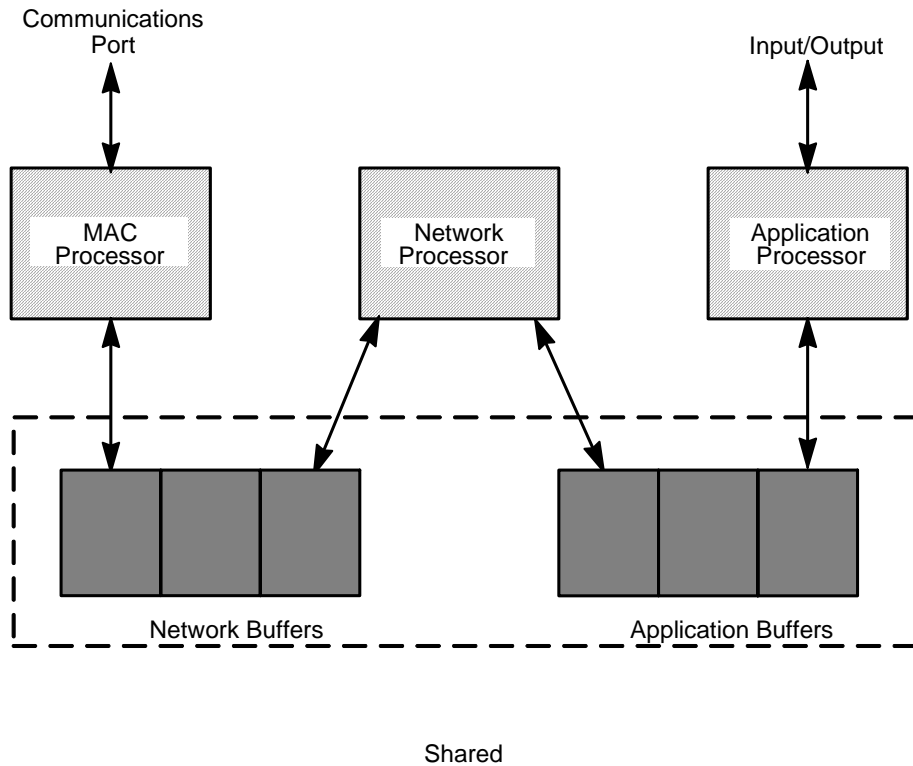 Communications
Port
Input/Output
MAC
Processor
Network
Processor
Application
Processor
Network Buffers
Application Buffers
Shared